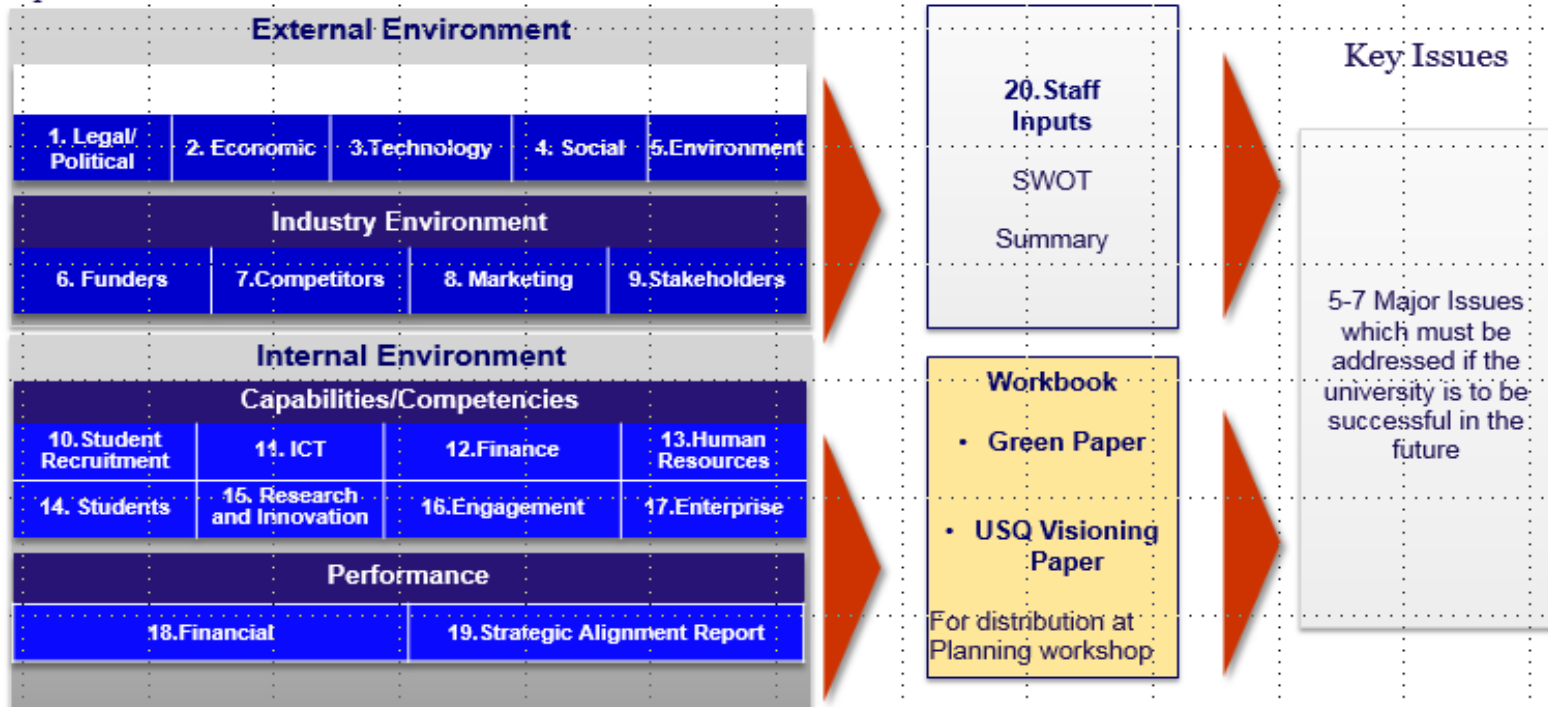 External Environment
1. Legal/
Political
2. Economic
3.Technology
4. Social
5.Environment
Industry Environment
6. Funders
7.Competitors
8. Marketing
9.Stakeholders
Internal Environment
Capabilities/Competencies
10.Student
Recruitment
11. ICT
12.Finance
13.Human
Resources
14. Students
15. Research
and Innovation
16.Engagement
17.Enterprise
Performance
18.Financial
19.Strategic Alignment Report
20.Staff
Inputs
SWOT
Summary
Workbook
• Green Paper
• USQ Visioning
Paper
For distribution at
Planning workshop
Key Issues
5-7 Major Issues
which must be
addressed if the
university is to be
successful in the
future